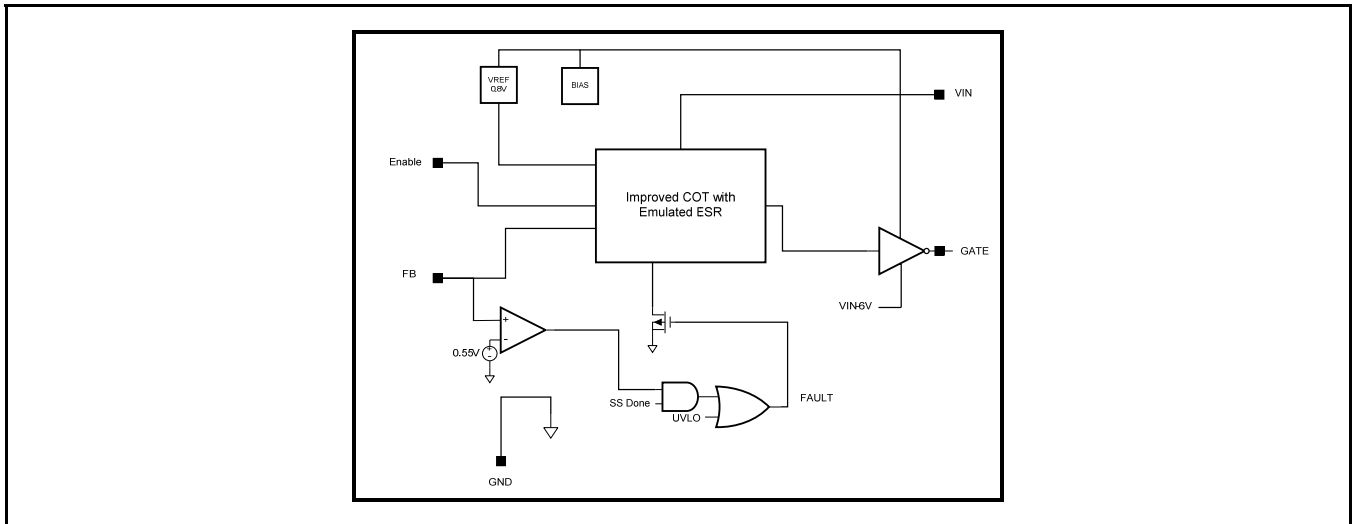 VREF
0.8V
BIAS
VIN
Enable
Improved COT with
Emulated ESR
GATE
FB
VIN-6V
+
-
+
-
0.55V
SS Done
UVLO
FAULT
GND